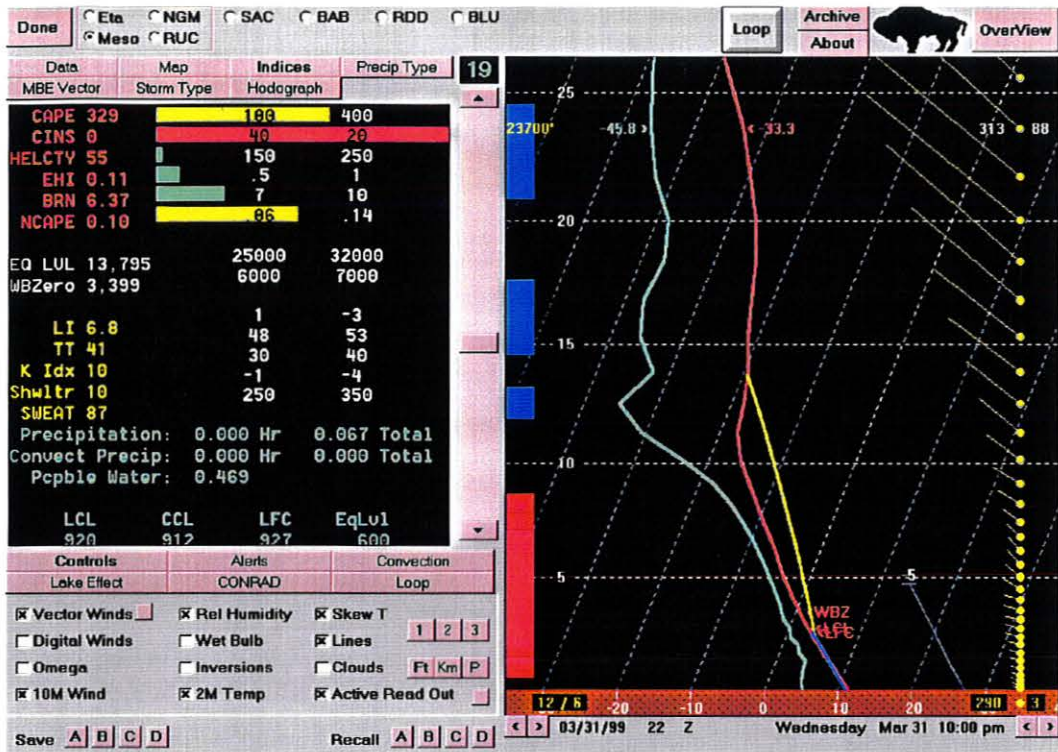 Done Eta NGM SAC BAB RDD BLU Loop Archive OverView
Meso RUC About
Data Map Indices Precip Type 19
MBE Vector Storm Type Hodograph
CAPE 329 100 400
CINS 0 40 20
HELCTY 55 150 250
EHI 0.11 .5 1
BRN 6.37 7 10
NCAPE 0.10 .06 .14
EQ LVL 13,795 25000 32000
WBZero 3,399 6000 7000
LI 6.8 1 -3
TT 41 48 53
K Idx 10 30 40
Shwltr 10 -1 -4
SWEAT 87 250 350
Precipitation: 0.000 Hr 0.067 Total
Convect Precip: 0.000 Hr 0.000 Total
Pcpble Water: 0.469
LCL CCL LFC EqLvl
920 912 927 600
Controls Alerts Convection
Lake Effect CONRAD Loop
Vector Winds Rel Humidity Skew T
Digital Winds Wet Bulb Lines 1 2 3
Omega Inversions Clouds Ft Km P
10M Wind 2M Temp Active Read Out
Save A B C D Recall A B C D
25
23700' -45.8 -33.3 313 88
20
15
10
5 5
WBZ
LFC
12 / 6 -20 -10 0 10 20 290 3
< > 03/31/99 22 Z Wednesday Mar 31 10:00 pm < >